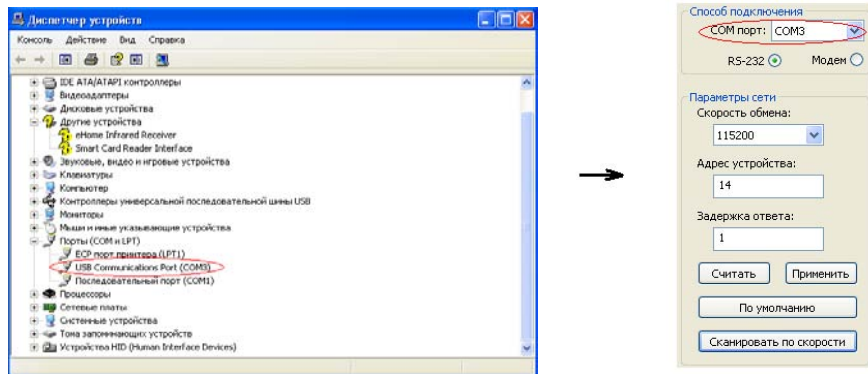 Диспетчер устройств
Консоль Действие Вид Справка
IDE ATA/ATAPI контроллеры
Видеоадаптеры
Дисковые устройства
Другие устройства
eHome Infrared Receiver
Smart Card Reader Interface
Звуковые, видео и игровые устройства
Клавиатуры
Компьютер
Контроллеры универсальной последовательной шины USB
Мониторы
Мыши и иные указывающие устройства
Порты (COM и LPT)
ECP порт принтера (LPT1)
USB Communications Port (COM3)
Последовательный порт (COM1)
Процессоры
Сетевые платы
Системные устройства
Тома запоминающих устройств
Устройства HID (Human Interface Devices)
Способ подключения
COM порт: COM3
RS-232 Модем
Параметры сети
Скорость обмена:
115200
Адрес устройства:
14
Задержка ответа:
1
Считать Применить
По умолчанию
Сканировать по скорости